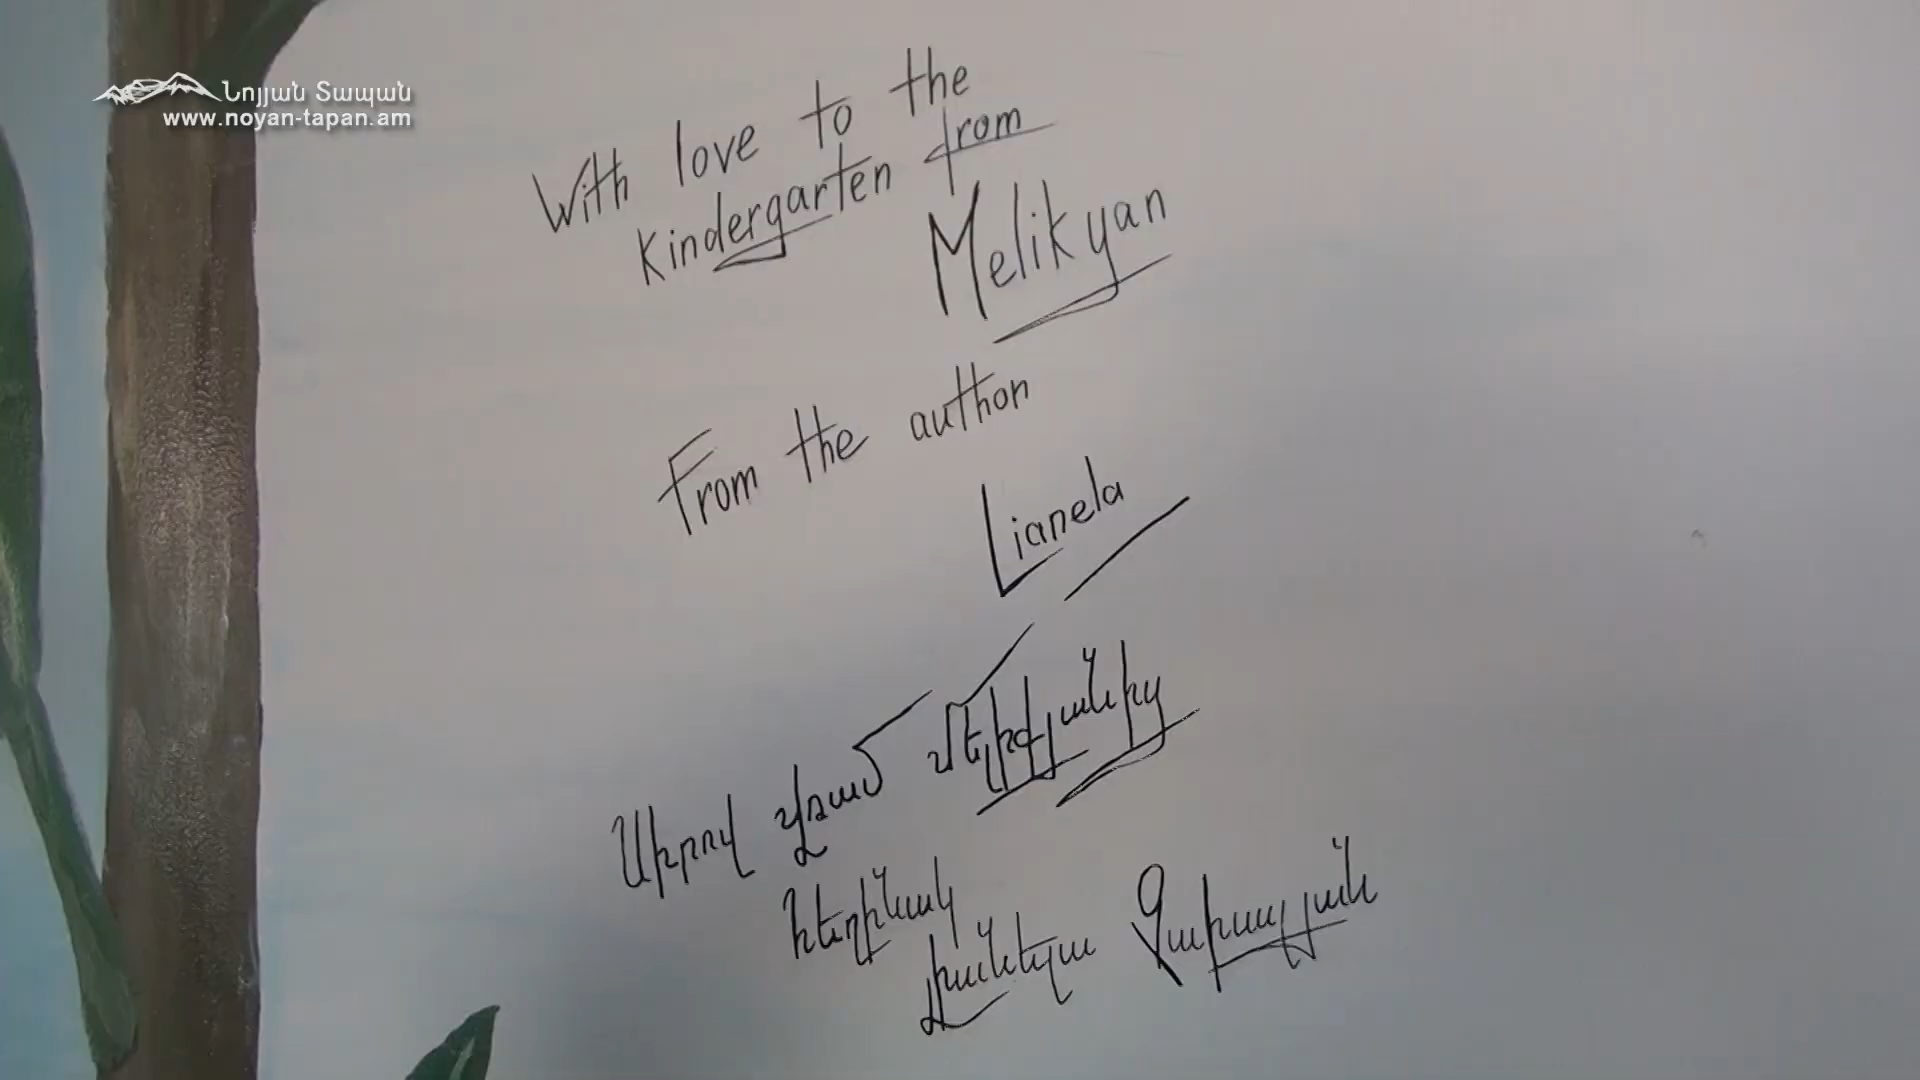 Նոյյան Տապան
www.noyan-tapan.am
With love to the
Kindergarten from
Melikyan
From the author
Lianela
Սիրով Վռամ Մելիքյանից
հեղինակ
Լիանելա